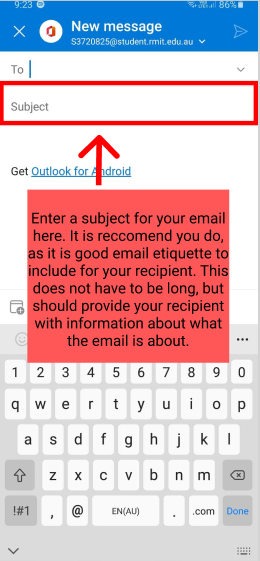 9:23 86%
New message
S3720825@student.rmit.edu.au
To
Subject
Get Outlook for Android
Enter a subject for your email
here. It is reccomend you do,
as it is good email etiquette to
include for your recipient. This
does not have to be long, but
should provide your recipient
with information about what
the email is about.
1 2 3 4 5 6 7 8 9 0
q w e r t y u i o p
a s d f g h j k l
z x c v b n m
!#1 , @ EN(AU) . .com Done